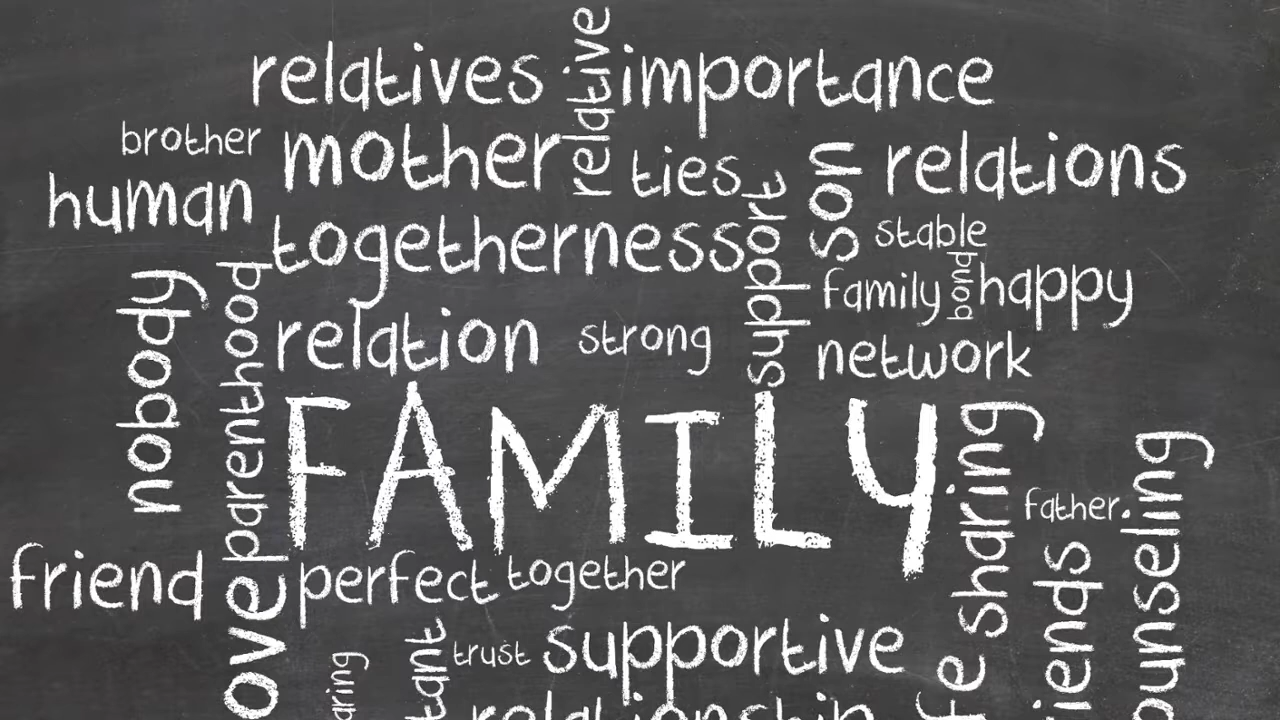 relative
relatives
importance
brother
mother
ties
son
relations
human
togetherness
support
stable
family
bond
happy
nobody
parenthood
relation
strong
network
FAMILY
sharing
father
counseling
friend
perfect
together
love
friends
trust
supportive
life
relationship